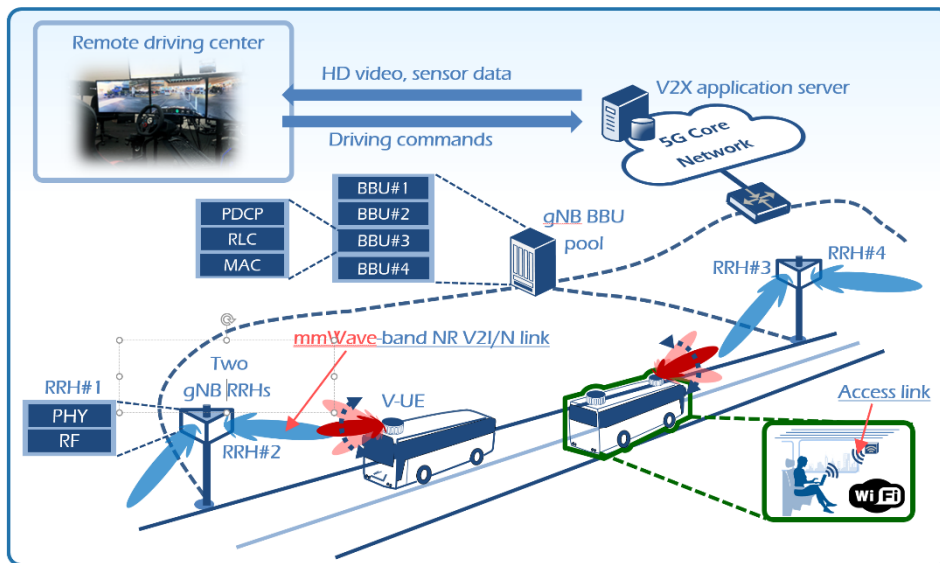 Remote driving center
HD video, sensor data
Driving commands
V2X application server
5G Core
Network
BBU#1
BBU#2
BBU#3
BBU#4
PDCP
RLC
MAC
gNB BBU
pool
RRH#3
RRH#4
mmWave-band NR V2I/N link
Two
gNB RRHs
RRH#1
PHY
RF
RRH#2
V-UE
Access link
Wi Fi